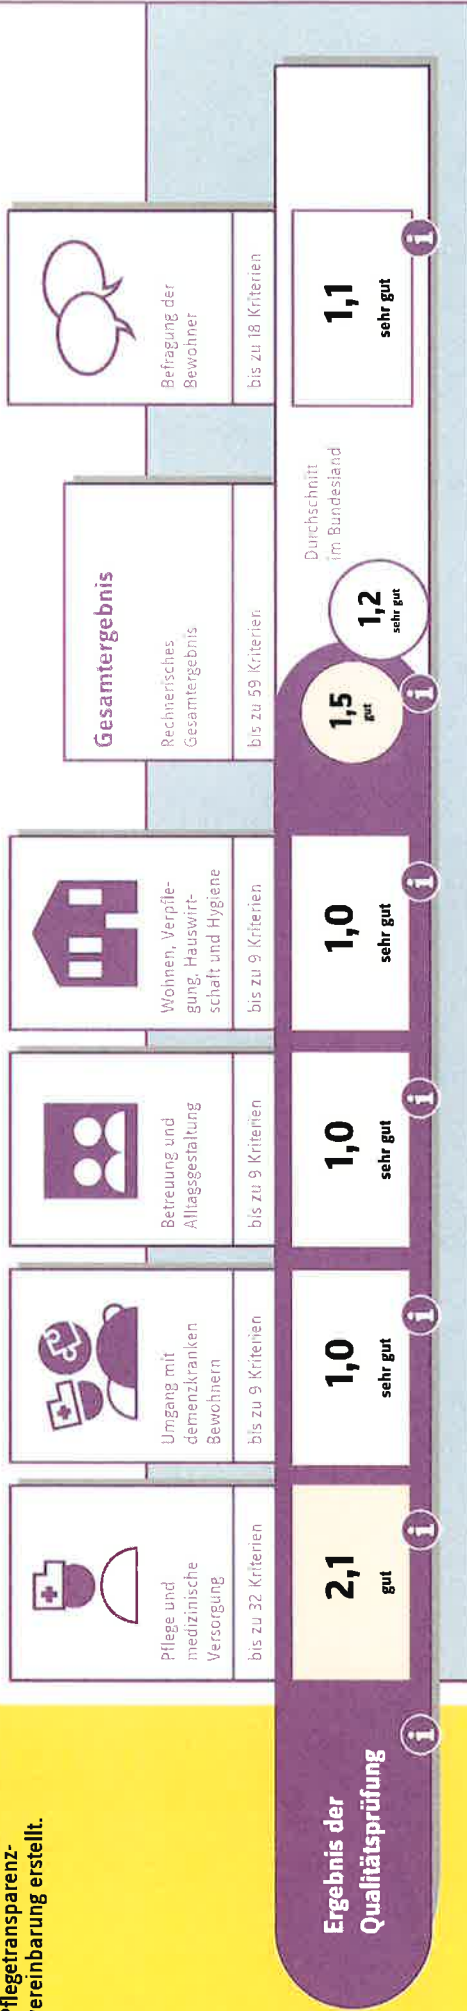 Pflegetransparenz-
vereinbarung erstellt.
Pflege und
medizinische
Versorgung
bis zu 32 Kriterien
Umgang mit
demenzkranken
Bewohnern
bis zu 9 Kriterien
Betreuung und
Alltagsgestaltung
bis zu 9 Kriterien
Wohnen, Verpfle-
gung, Hauswirt-
schaft und Hygiene
bis zu 9 Kriterien
Gesamtergebnis
Rechnerisches
Gesamtergebnis
bis zu 59 Kriterien
Befragung der
Bewohner
bis zu 18 Kriterien
Ergebnis der
Qualitätsprüfung
i
2,1
gut
i
1,0
sehr gut
i
1,0
sehr gut
i
1,0
sehr gut
i
1,5
gut
i
Durchschnitt
im Bundesland
1,2
sehr gut
1,1
sehr gut
i